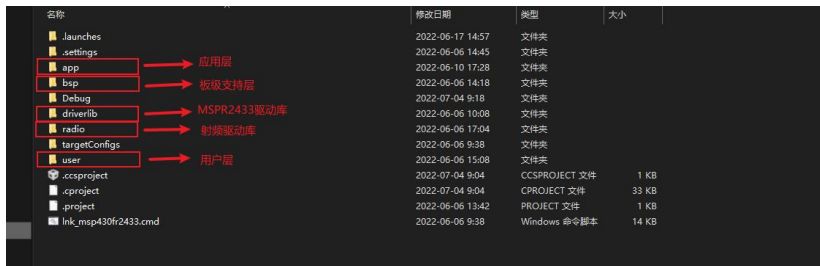 名称 修改日期 类型 大小
.launches 2022-06-17 14:57 文件夹
.settings 2022-06-06 14:45 文件夹
app 应用层 2022-06-10 17:28 文件夹
bsp 板级支持层 2022-06-06 14:18 文件夹
Debug 2022-07-04 9:18 文件夹
driverlib MSPR2433驱动库 2022-06-06 10:08 文件夹
radio 射频驱动库 2022-06-06 17:04 文件夹
targetConfigs 2022-06-06 9:38 文件夹
user 用户层 2022-06-06 15:08 文件夹
.ccsproject 2022-07-04 9:04 CCSPROJECT 文件 1 KB
.cproject 2022-07-04 9:04 CPROJECT 文件 33 KB
.project 2022-06-06 13:42 PROJECT 文件 1 KB
lnk_msp430fr2433.cmd 2022-06-06 9:38 Windows 命令脚本 14 KB